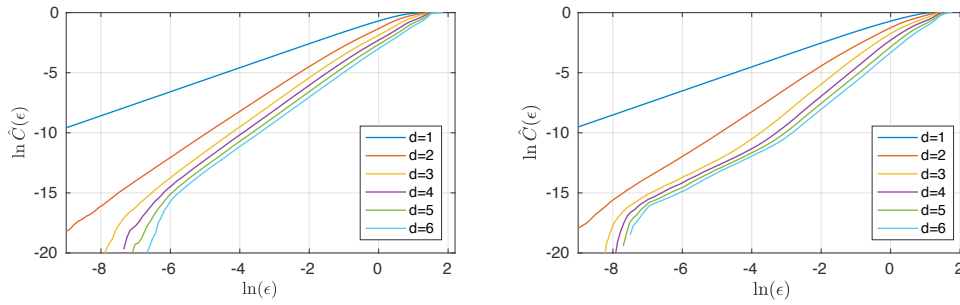 0
-5
-10
-15
-20
ln Ĉ(ϵ)
d=1
d=2
d=3
d=4
d=5
d=6
-8 -6 -4 -2 0 2
ln(ϵ)
0
-5
-10
-15
-20
ln Ĉ(ϵ)
d=1
d=2
d=3
d=4
d=5
d=6
-8 -6 -4 -2 0 2
ln(ϵ)